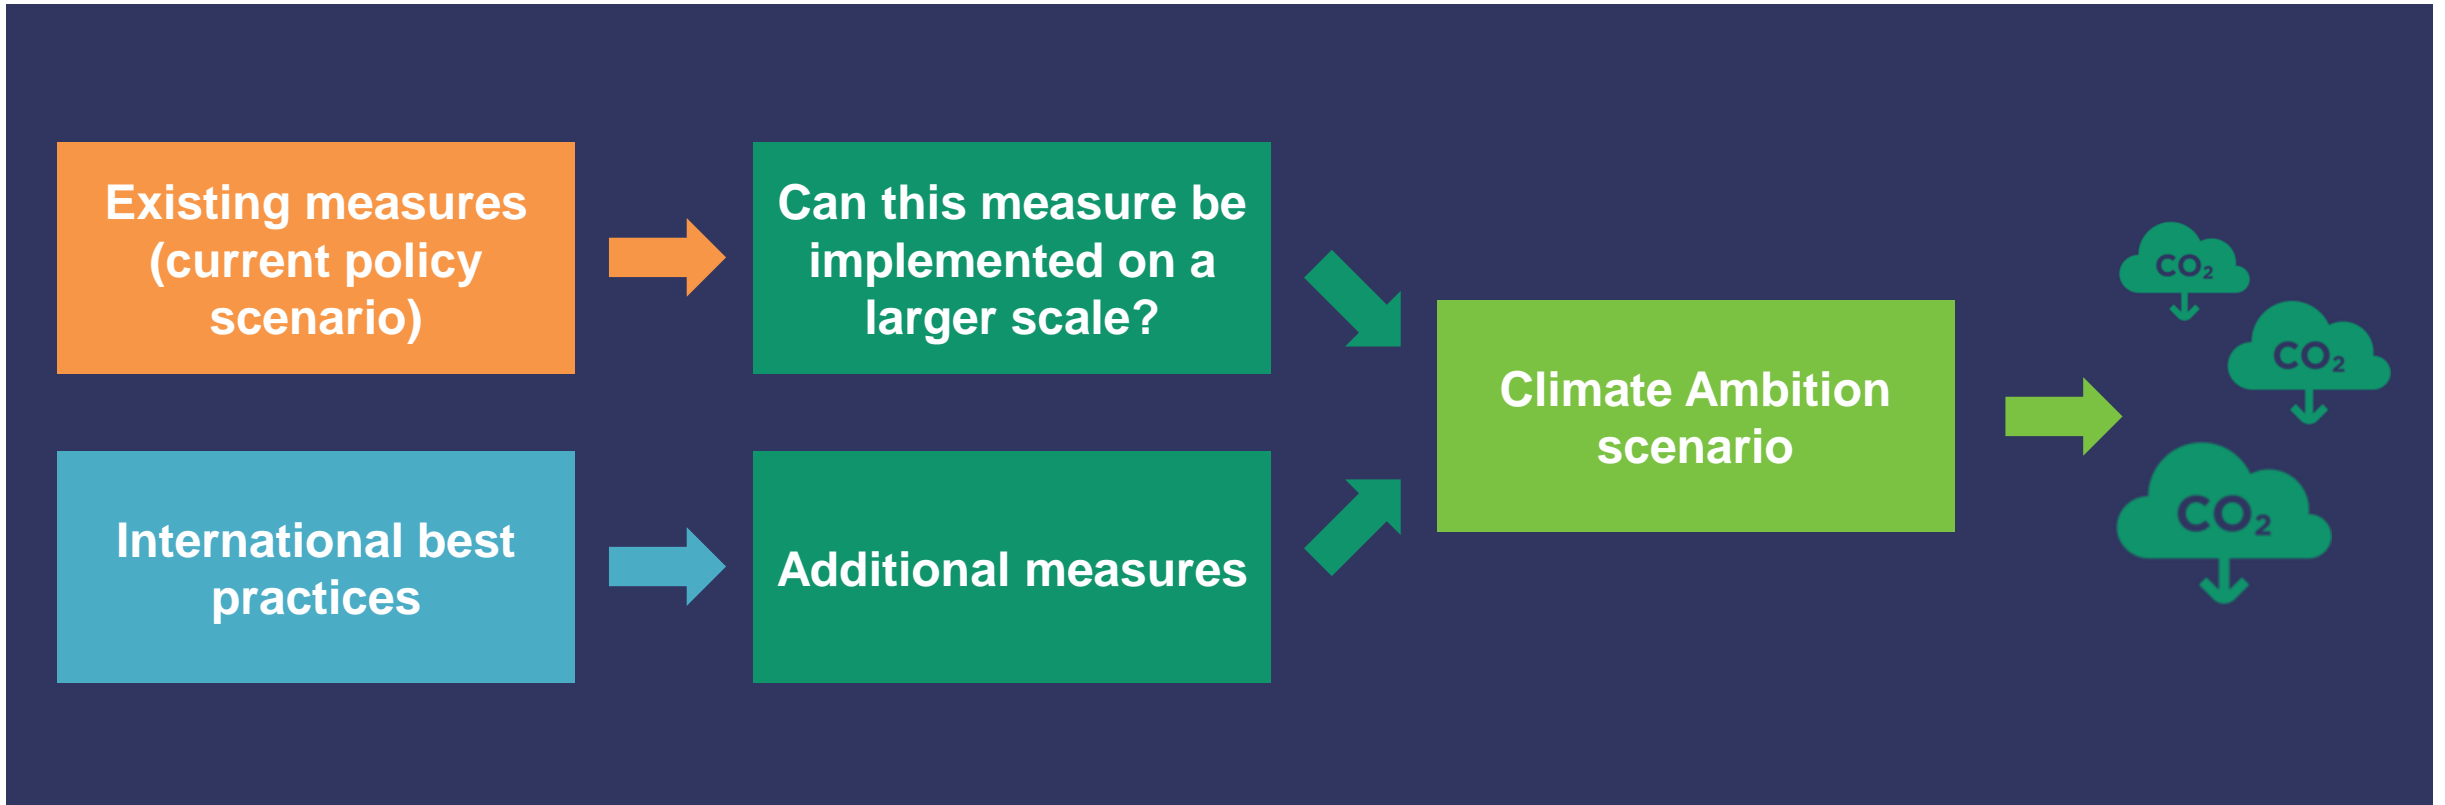 Existing measures
(current policy
scenario)
Can this measure be
implemented on a
larger scale?
International best
practices
Additional measures
Climate Ambition
scenario
CO₂
CO₂
CO₂